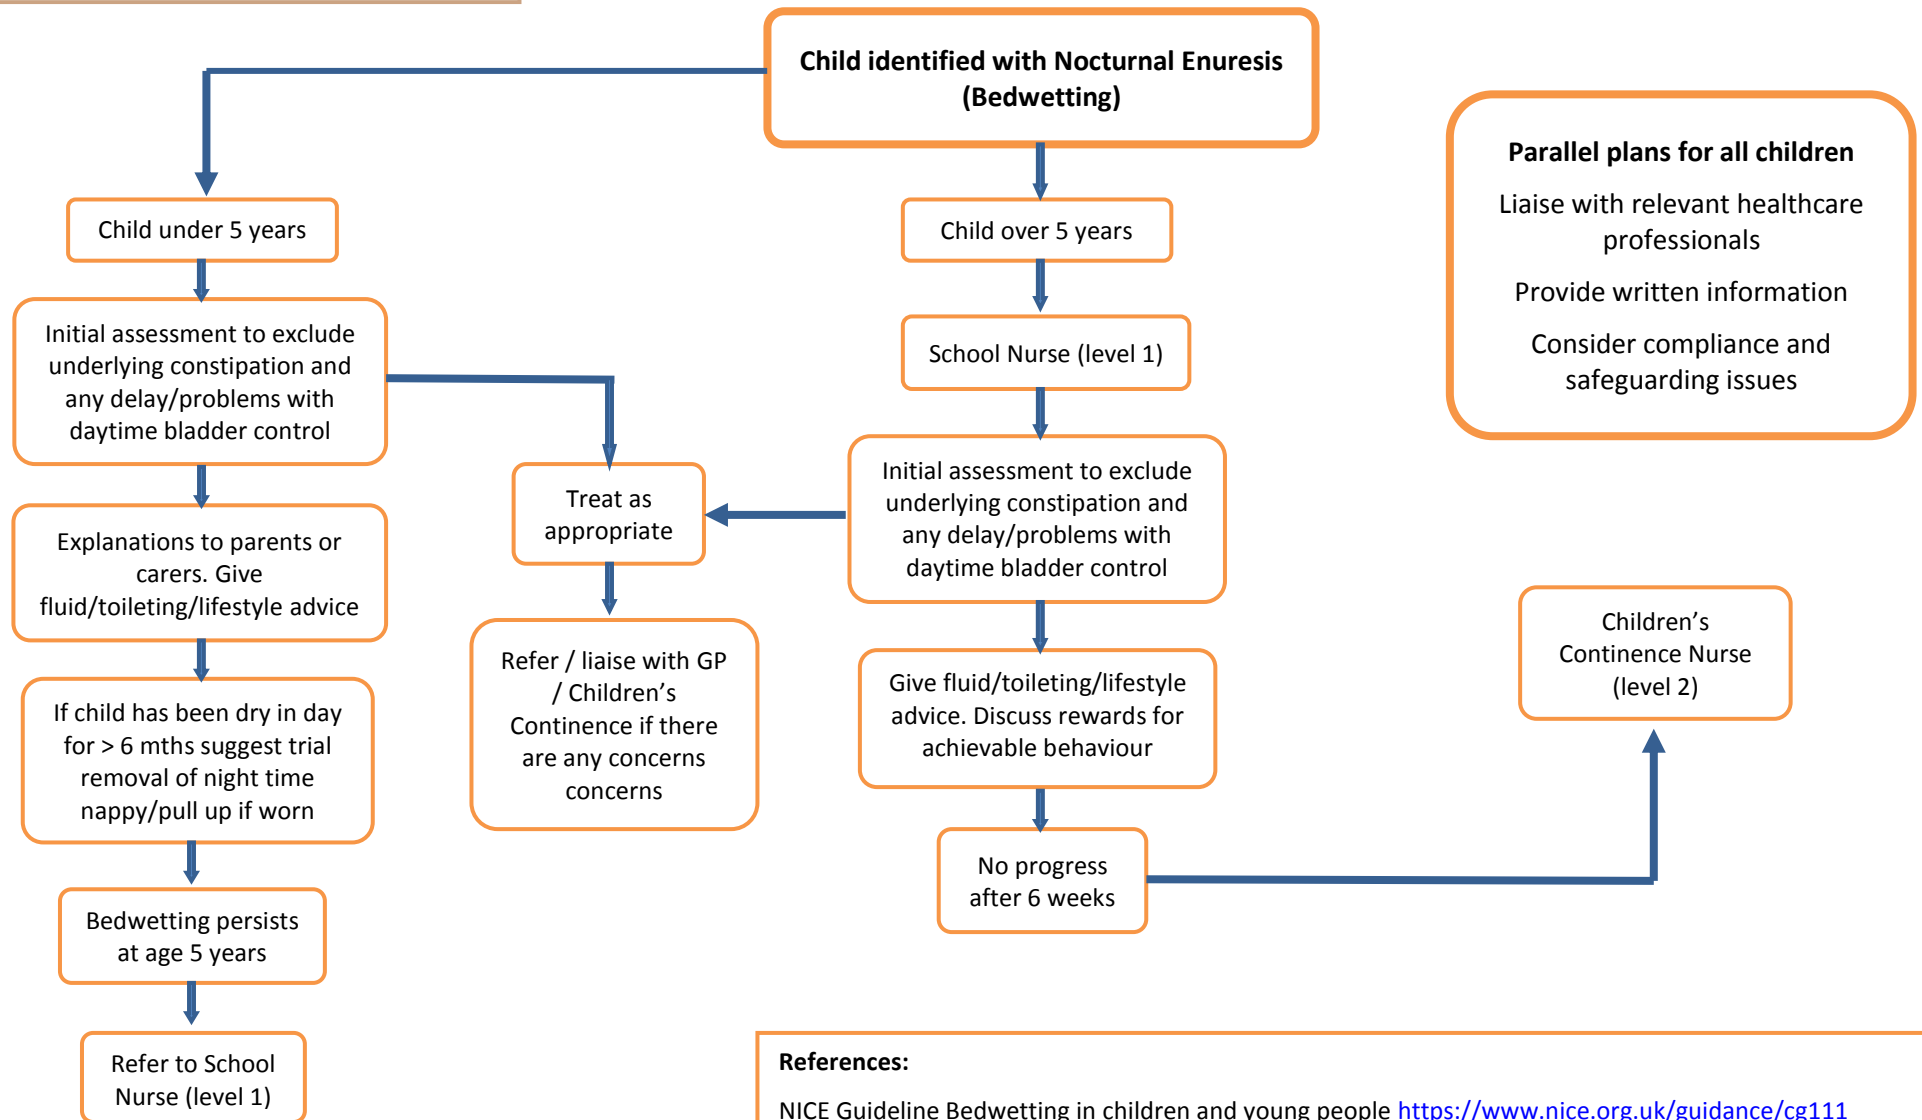 Child identified with Nocturnal Enuresis
(Bedwetting)
Child under 5 years
Initial assessment to exclude
underlying constipation and
any delay/problems with
daytime bladder control
Explanations to parents or
carers. Give
fluid/toileting/lifestyle advice
If child has been dry in day
for > 6 mths suggest trial
removal of night time
nappy/pull up if worn
Bedwetting persists
at age 5 years
Refer to School
Nurse (level 1)
Treat as
appropriate
Refer / liaise with GP
/ Children’s
Continence if there
are any concerns
concerns
Child over 5 years
School Nurse (level 1)
Initial assessment to exclude
underlying constipation and
any delay/problems with
daytime bladder control
Give fluid/toileting/lifestyle
advice. Discuss rewards for
achievable behaviour
No progress
after 6 weeks
Children’s
Continence Nurse
(level 2)
Parallel plans for all children
Liaise with relevant healthcare
professionals
Provide written information
Consider compliance and
safeguarding issues
References:
NICE Guideline Bedwetting in children and young people https://www.nice.org.uk/guidance/cg111